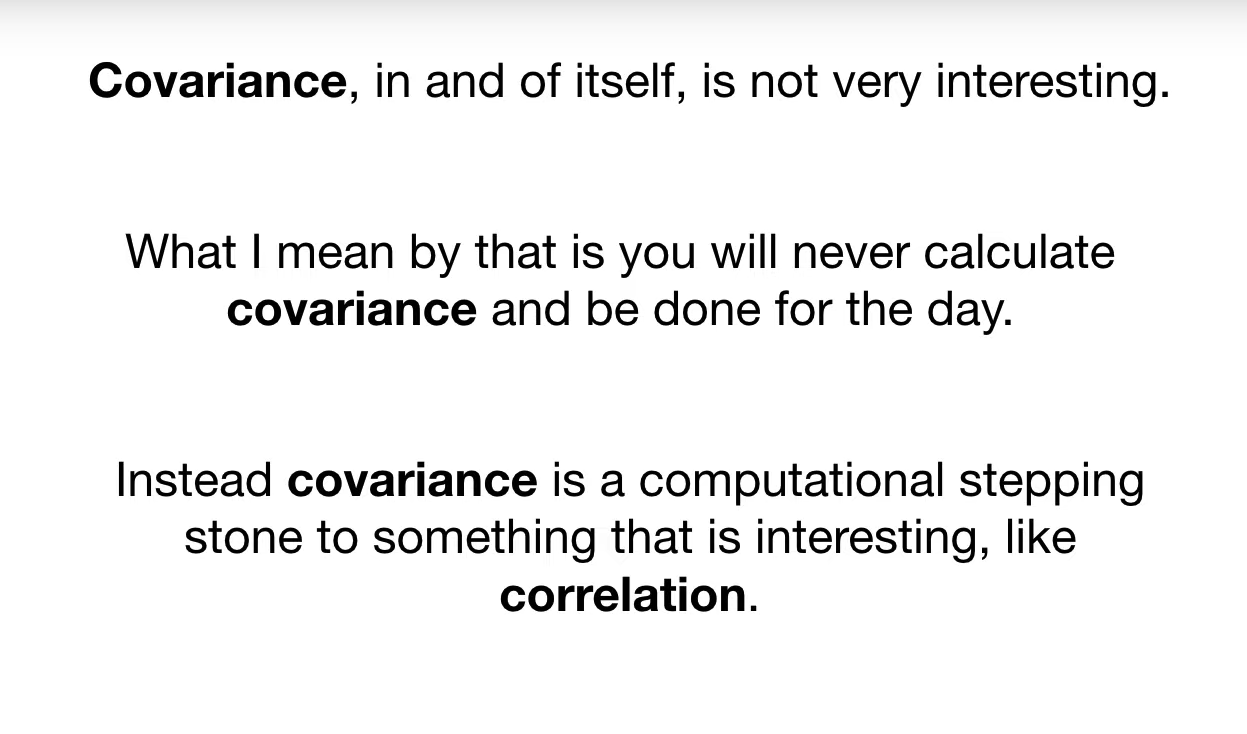 Covariance, in and of itself, is not very interesting.
What I mean by that is you will never calculate
covariance and be done for the day.
Instead covariance is a computational stepping
stone to something that is interesting, like
correlation.